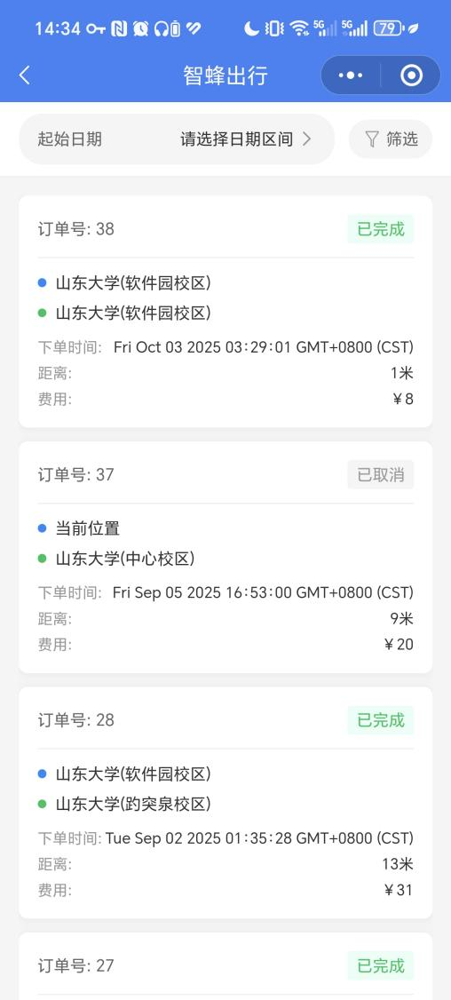 14:34 5G 5G 79
智蜂出行
起始日期 请选择日期区间 筛选
订单号: 38 已完成
山东大学(软件园校区)
山东大学(软件园校区)
下单时间: Fri Oct 03 2025 03:29:01 GMT+0800 (CST)
距离: 1米
费用: ￥8
订单号: 37 已取消
当前位置
山东大学(中心校区)
下单时间: Fri Sep 05 2025 16:53:00 GMT+0800 (CST)
距离: 9米
费用: ￥20
订单号: 28 已完成
山东大学(软件园校区)
山东大学(趵突泉校区)
下单时间: Tue Sep 02 2025 01:35:28 GMT+0800 (CST)
距离: 13米
费用: ￥31
订单号: 27 已完成